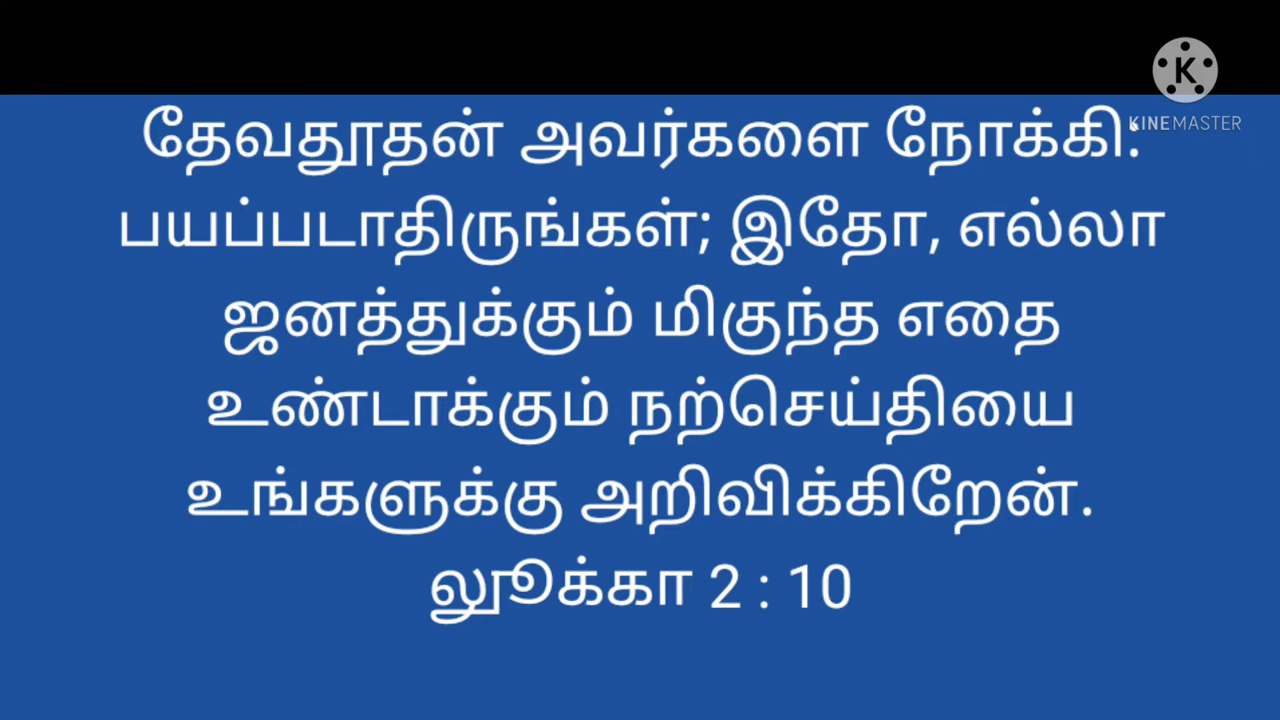 தேவதூதன் அவர்களை நோக்கி.
பயப்படாதிருங்கள்; இதோ, எல்லா
ஜனத்துக்கும் மிகுந்த எதை
உண்டாக்கும் நற்செய்தியை
உங்களுக்கு அறிவிக்கிறேன்.
லூக்கா 2 : 10
K
KINEMASTER